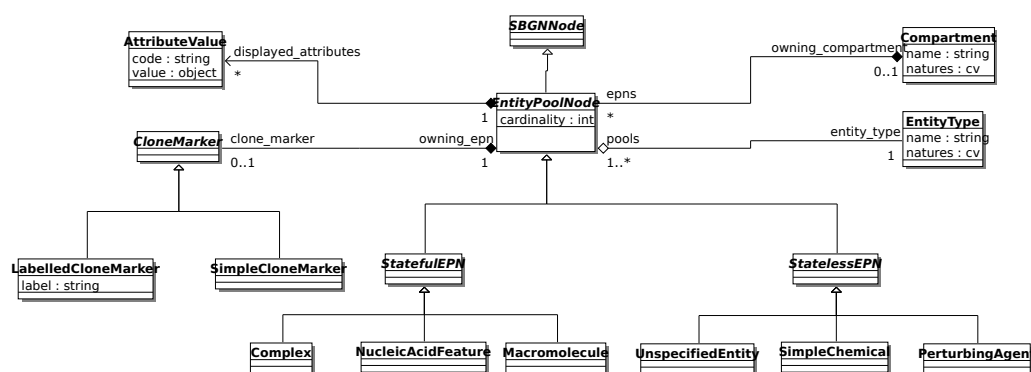 SBGNNode
AttributeValue
code : string
value : object
displayed_attributes
*
1
EntityPoolNode
cardinality : int
epns
*
owning_compartment
0..1
Compartment
name : string
natures : cv
CloneMarker
clone_marker
0..1
owning_epn
1
pools
1..*
entity_type
1
EntityType
name : string
natures : cv
LabelledCloneMarker
label : string
SimpleCloneMarker
StatefulEPN
StatelessEPN
Complex
NucleicAcidFeature
Macromolecule
UnspecifiedEntity
SimpleChemical
PerturbingAgen